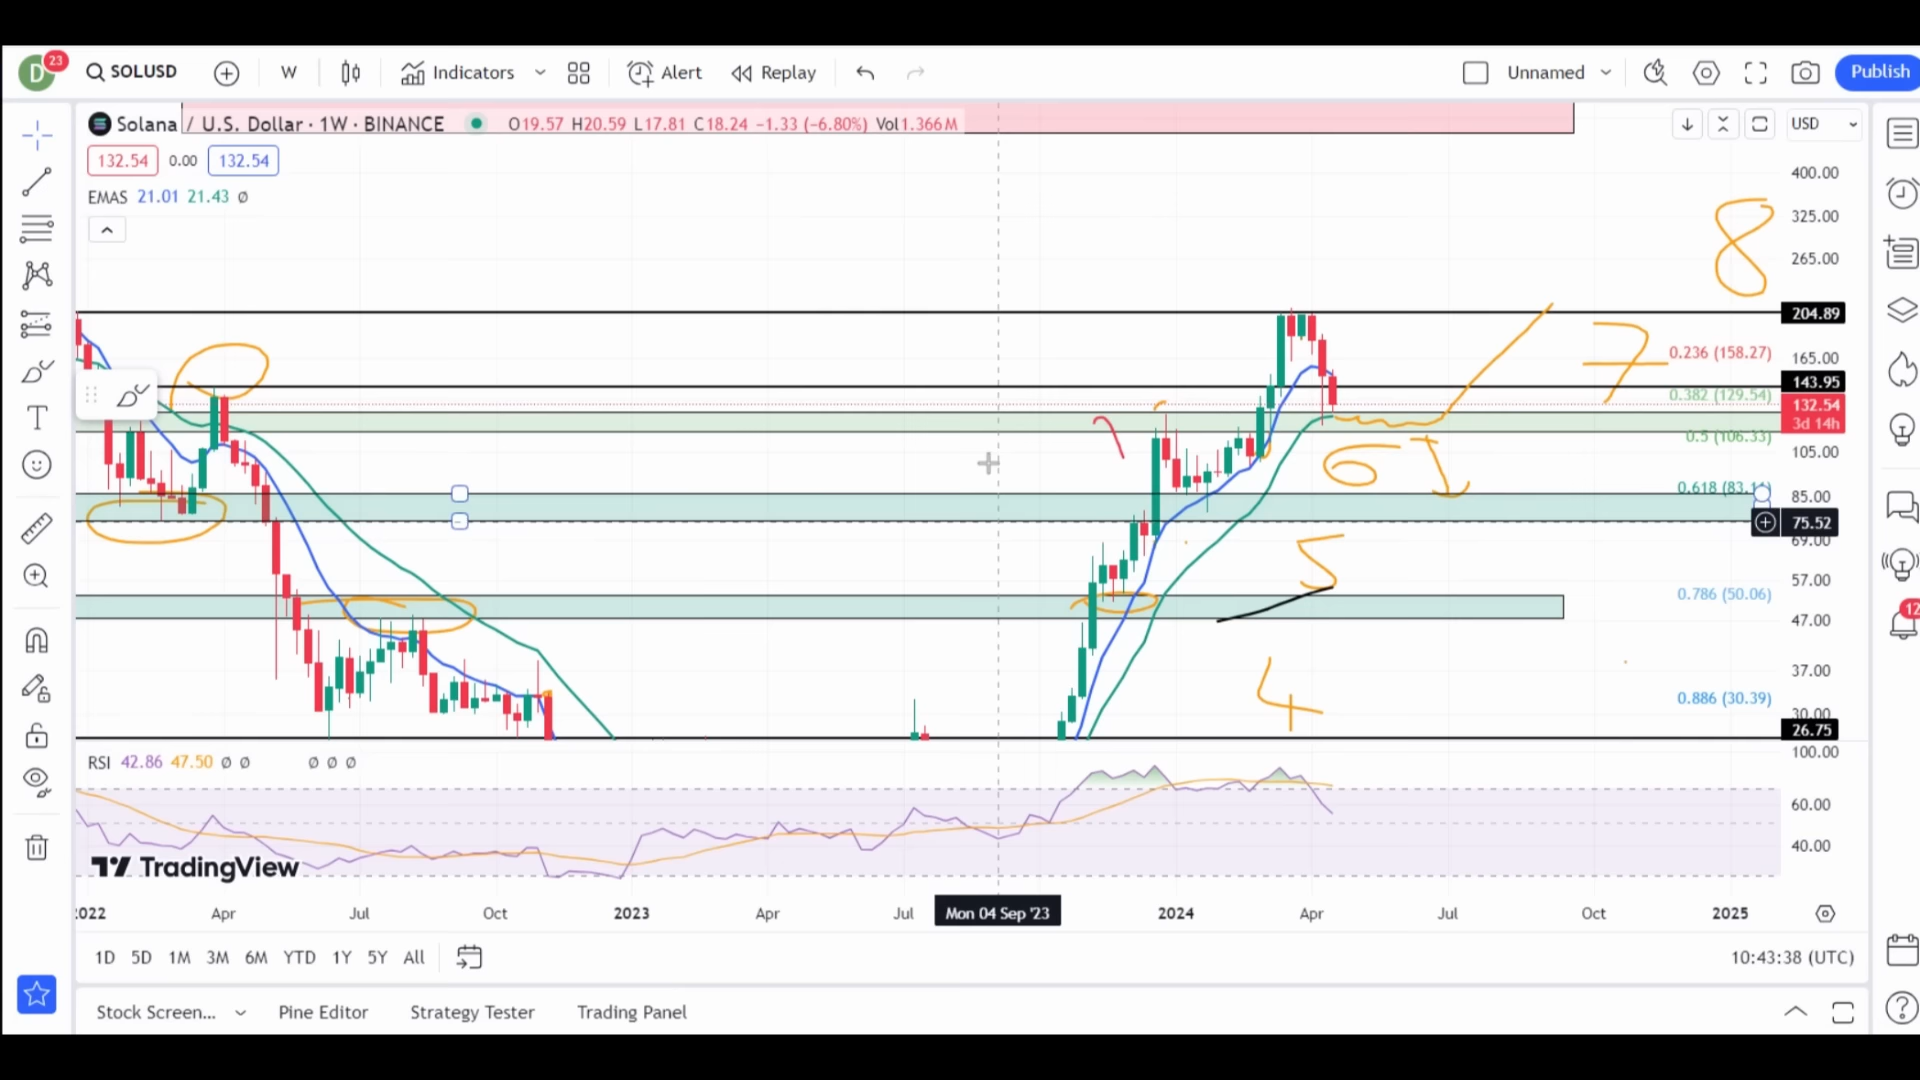 D 23 SOLUSD W Indicators Alert Replay Unnamed Publish
Solana / U.S. Dollar · 1W · BINANCE O19.57 H20.59 L17.81 C18.24 −1.33 (−6.80%) Vol1.366M USD
132.54 0.00 132.54
EMAS 21.01 21.43 ∅
400.00
325.00
8
265.00
204.89
0.236 (158.27) 165.00
7
143.95
0.382 (129.54)
132.54
3d 14h
0.5 (106.33)
105.00
6
0.618 (83.
85.00
75.52
69.00
5
57.00
0.786 (50.06)
47.00
4
37.00
0.886 (30.39)
30.00
26.75
RSI 42.86 47.50 ∅ ∅ ∅ ∅ ∅
100.00
60.00
40.00
TradingView
2022 Apr Jul Oct 2023 Apr Jul Mon 04 Sep '23 2024 Apr Jul Oct 2025
1D 5D 1M 3M 6M YTD 1Y 5Y All 10:43:38 (UTC)
Stock Screen... Pine Editor Strategy Tester Trading Panel
12